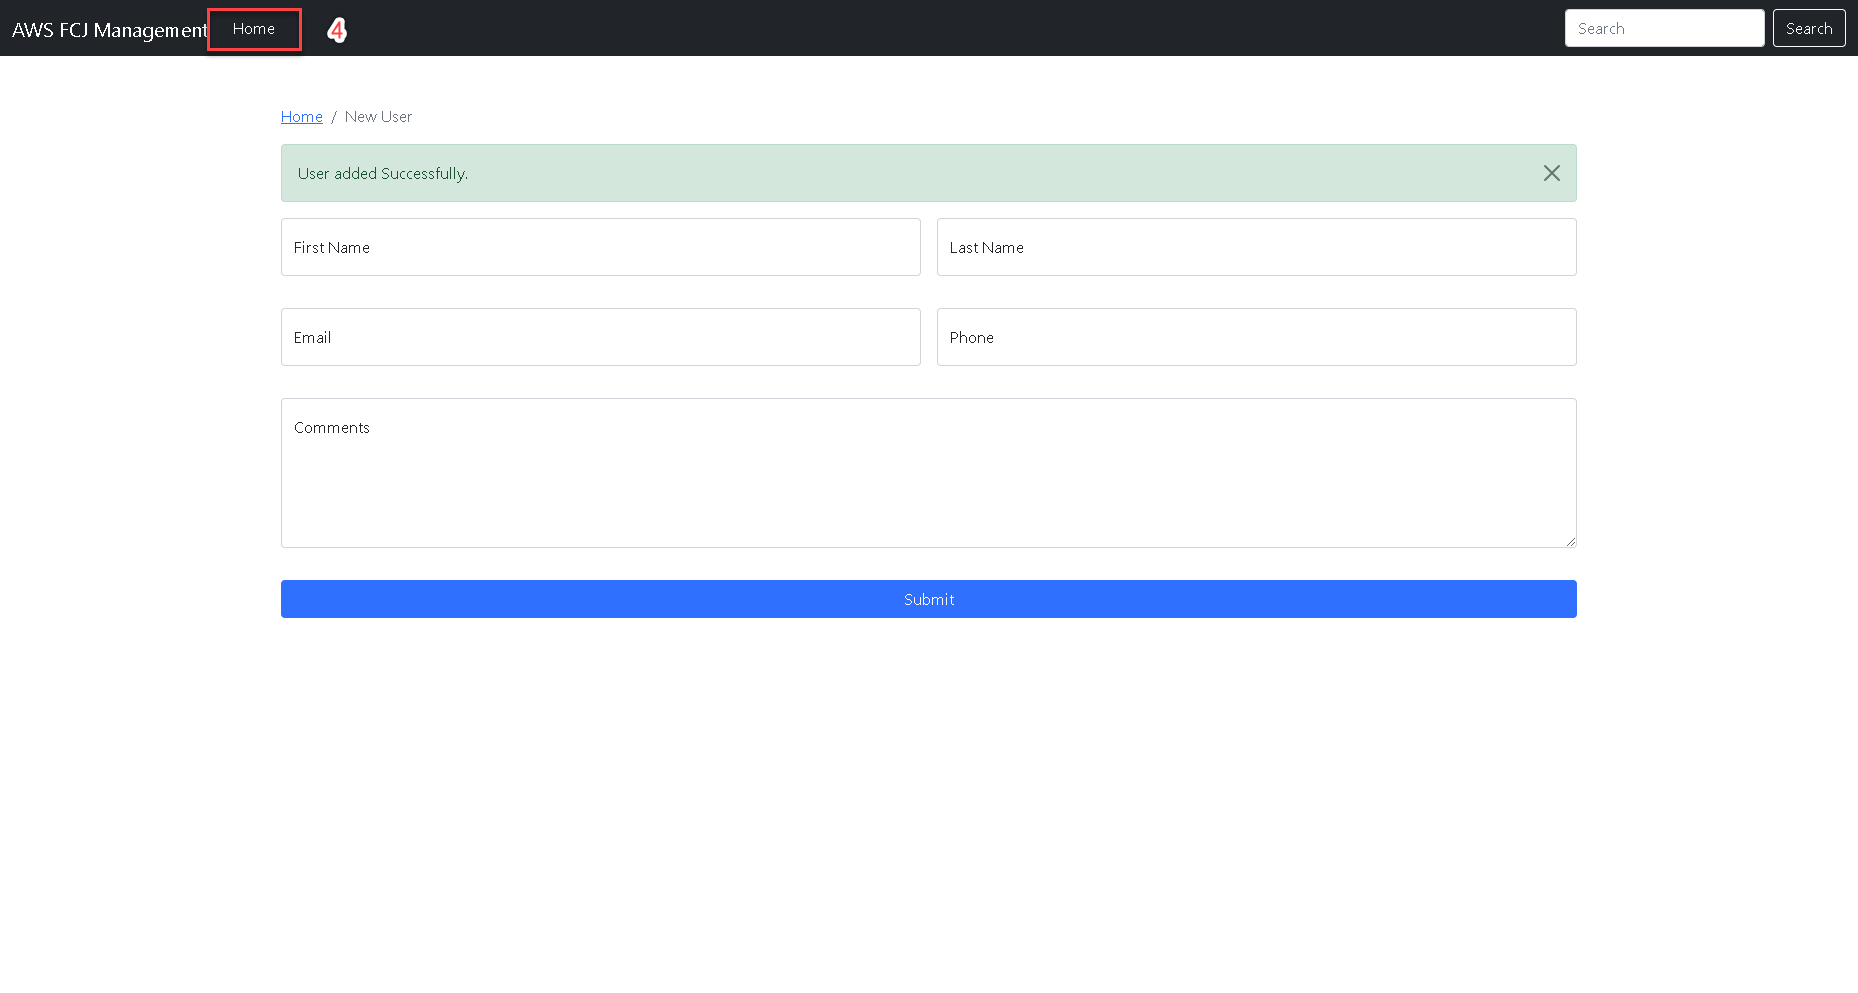 AWS FCJ Management Home 4 Search Search
Home / New User
User added Successfully.
First Name Last Name
Email Phone
Comments
Submit